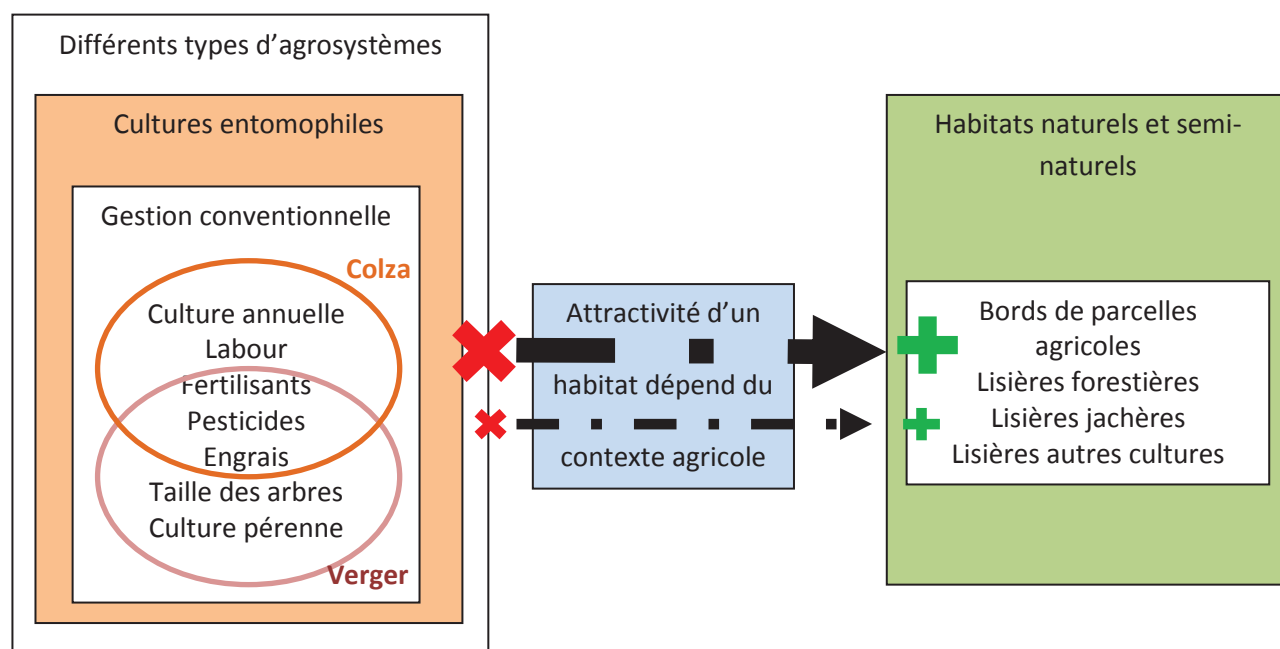 Différents types d’agrosystèmes
Cultures entomophiles
Gestion conventionnelle
Colza
Culture annuelle
Labour
Fertilisants
Pesticides
Engrais
Taille des arbres
Culture pérenne
Verger
Attractivité d’un
habitat dépend du
contexte agricole
Habitats naturels et semi-
naturels
Bords de parcelles
agricoles
Lisières forestières
Lisières jachères
Lisières autres cultures